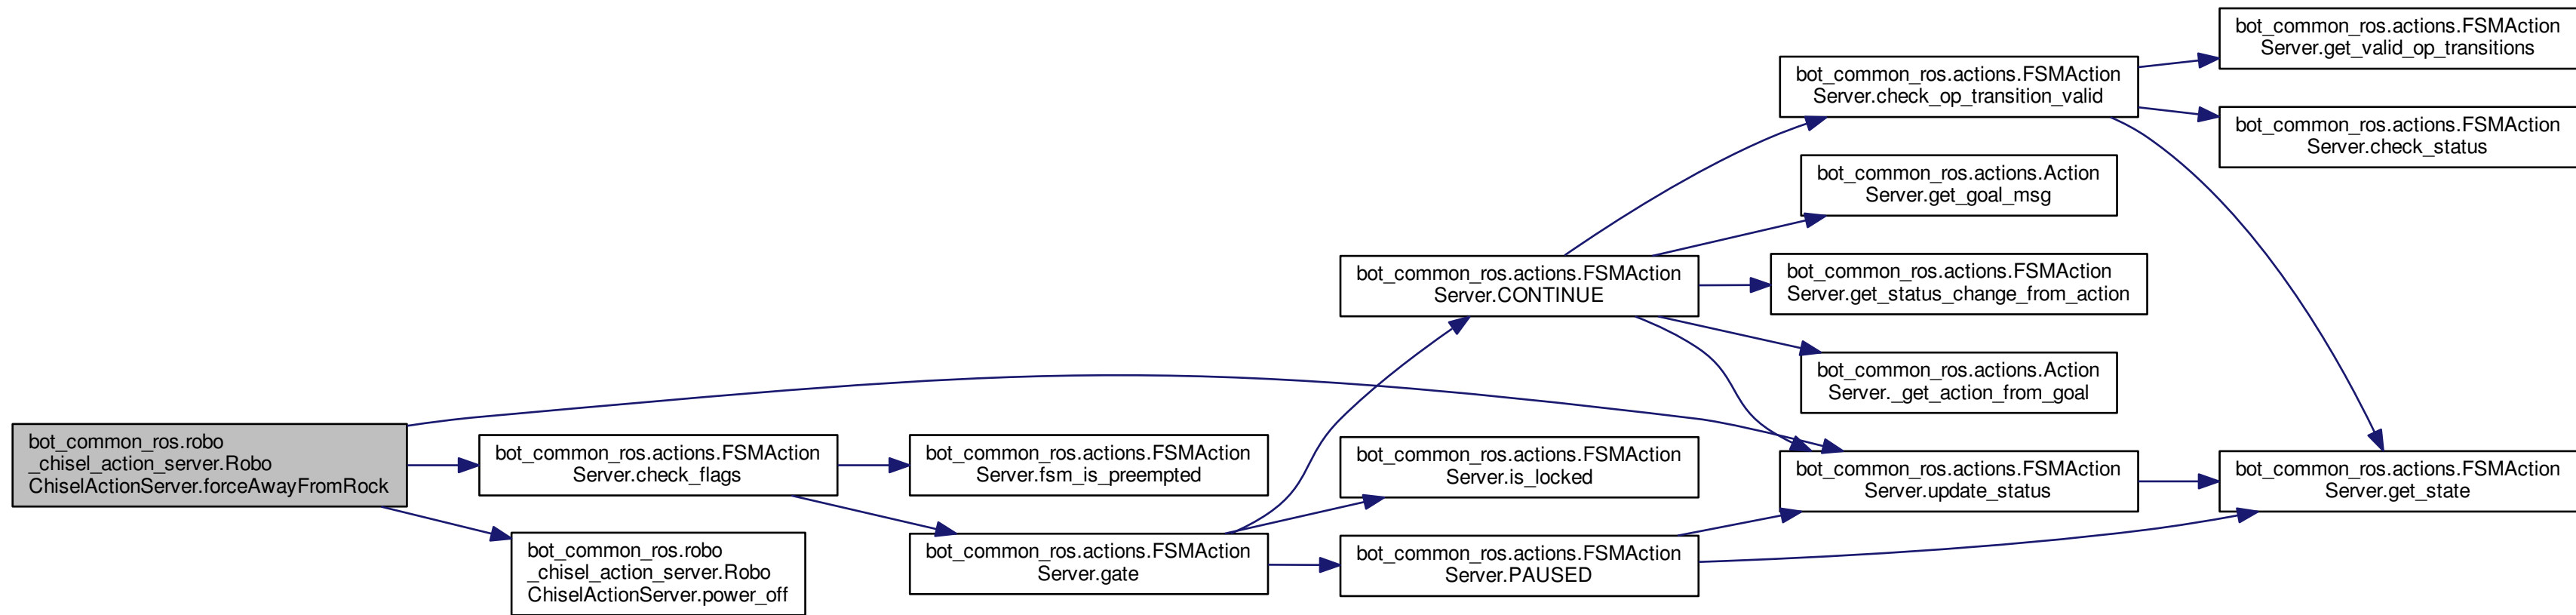 bot_common_ros.robo
_chisel_action_server.Robo
ChiselActionServer.forceAwayFromRock
bot_common_ros.actions.FSMAction
Server.check_flags
bot_common_ros.robo
_chisel_action_server.Robo
ChiselActionServer.power_off
bot_common_ros.actions.FSMAction
Server.fsm_is_preempted
bot_common_ros.actions.FSMAction
Server.gate
bot_common_ros.actions.FSMAction
Server.CONTINUE
bot_common_ros.actions.FSMAction
Server.is_locked
bot_common_ros.actions.FSMAction
Server.PAUSED
bot_common_ros.actions.FSMAction
Server.check_op_transition_valid
bot_common_ros.actions.Action
Server.get_goal_msg
bot_common_ros.actions.FSMAction
Server.get_status_change_from_action
bot_common_ros.actions.Action
Server._get_action_from_goal
bot_common_ros.actions.FSMAction
Server.update_status
bot_common_ros.actions.FSMAction
Server.get_valid_op_transitions
bot_common_ros.actions.FSMAction
Server.check_status
bot_common_ros.actions.FSMAction
Server.get_state